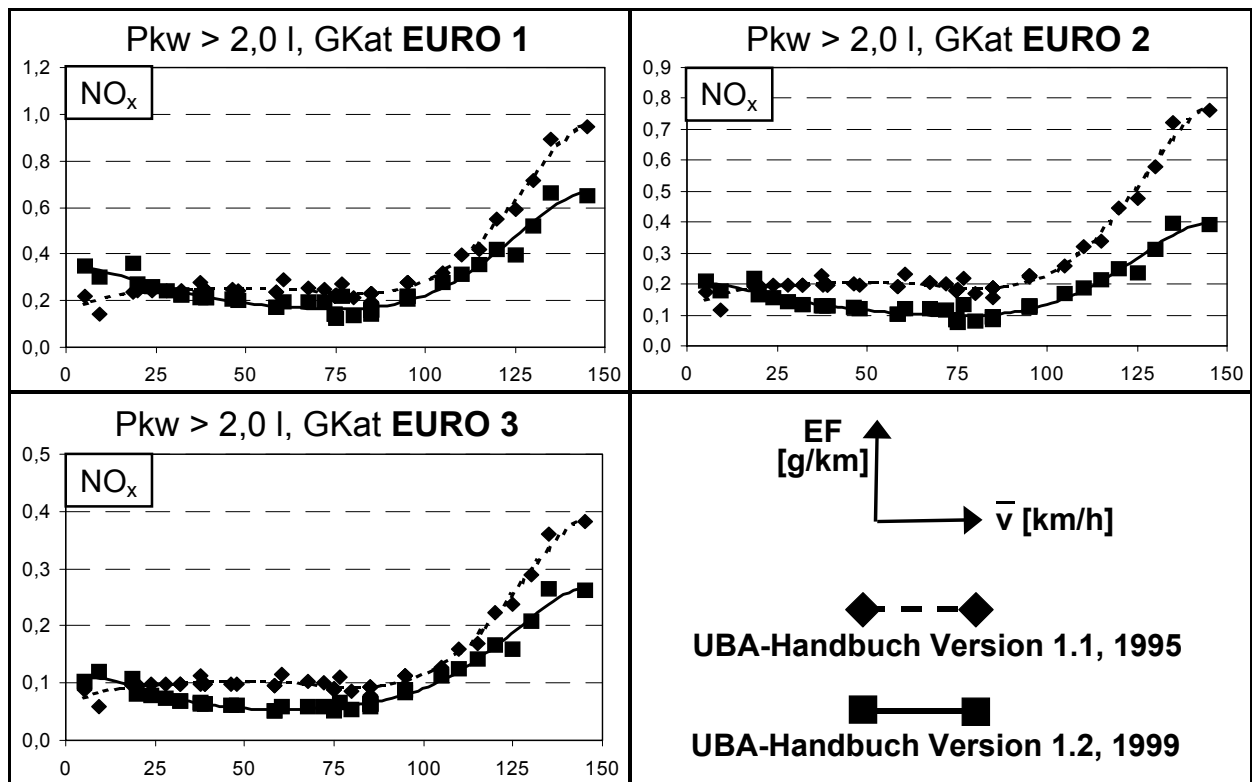 Pkw > 2,0 l, GKat EURO 1
NOx
1,2
1,0
0,8
0,6
0,4
0,2
0,0
0 25 50 75 100 125 150
Pkw > 2,0 l, GKat EURO 2
NOx
0,9
0,8
0,7
0,6
0,5
0,4
0,3
0,2
0,1
0,0
0 25 50 75 100 125 150
Pkw > 2,0 l, GKat EURO 3
NOx
0,5
0,4
0,3
0,2
0,1
0,0
0 25 50 75 100 125 150
EF
[g/km]
v̅ [km/h]
UBA-Handbuch Version 1.1, 1995
UBA-Handbuch Version 1.2, 1999